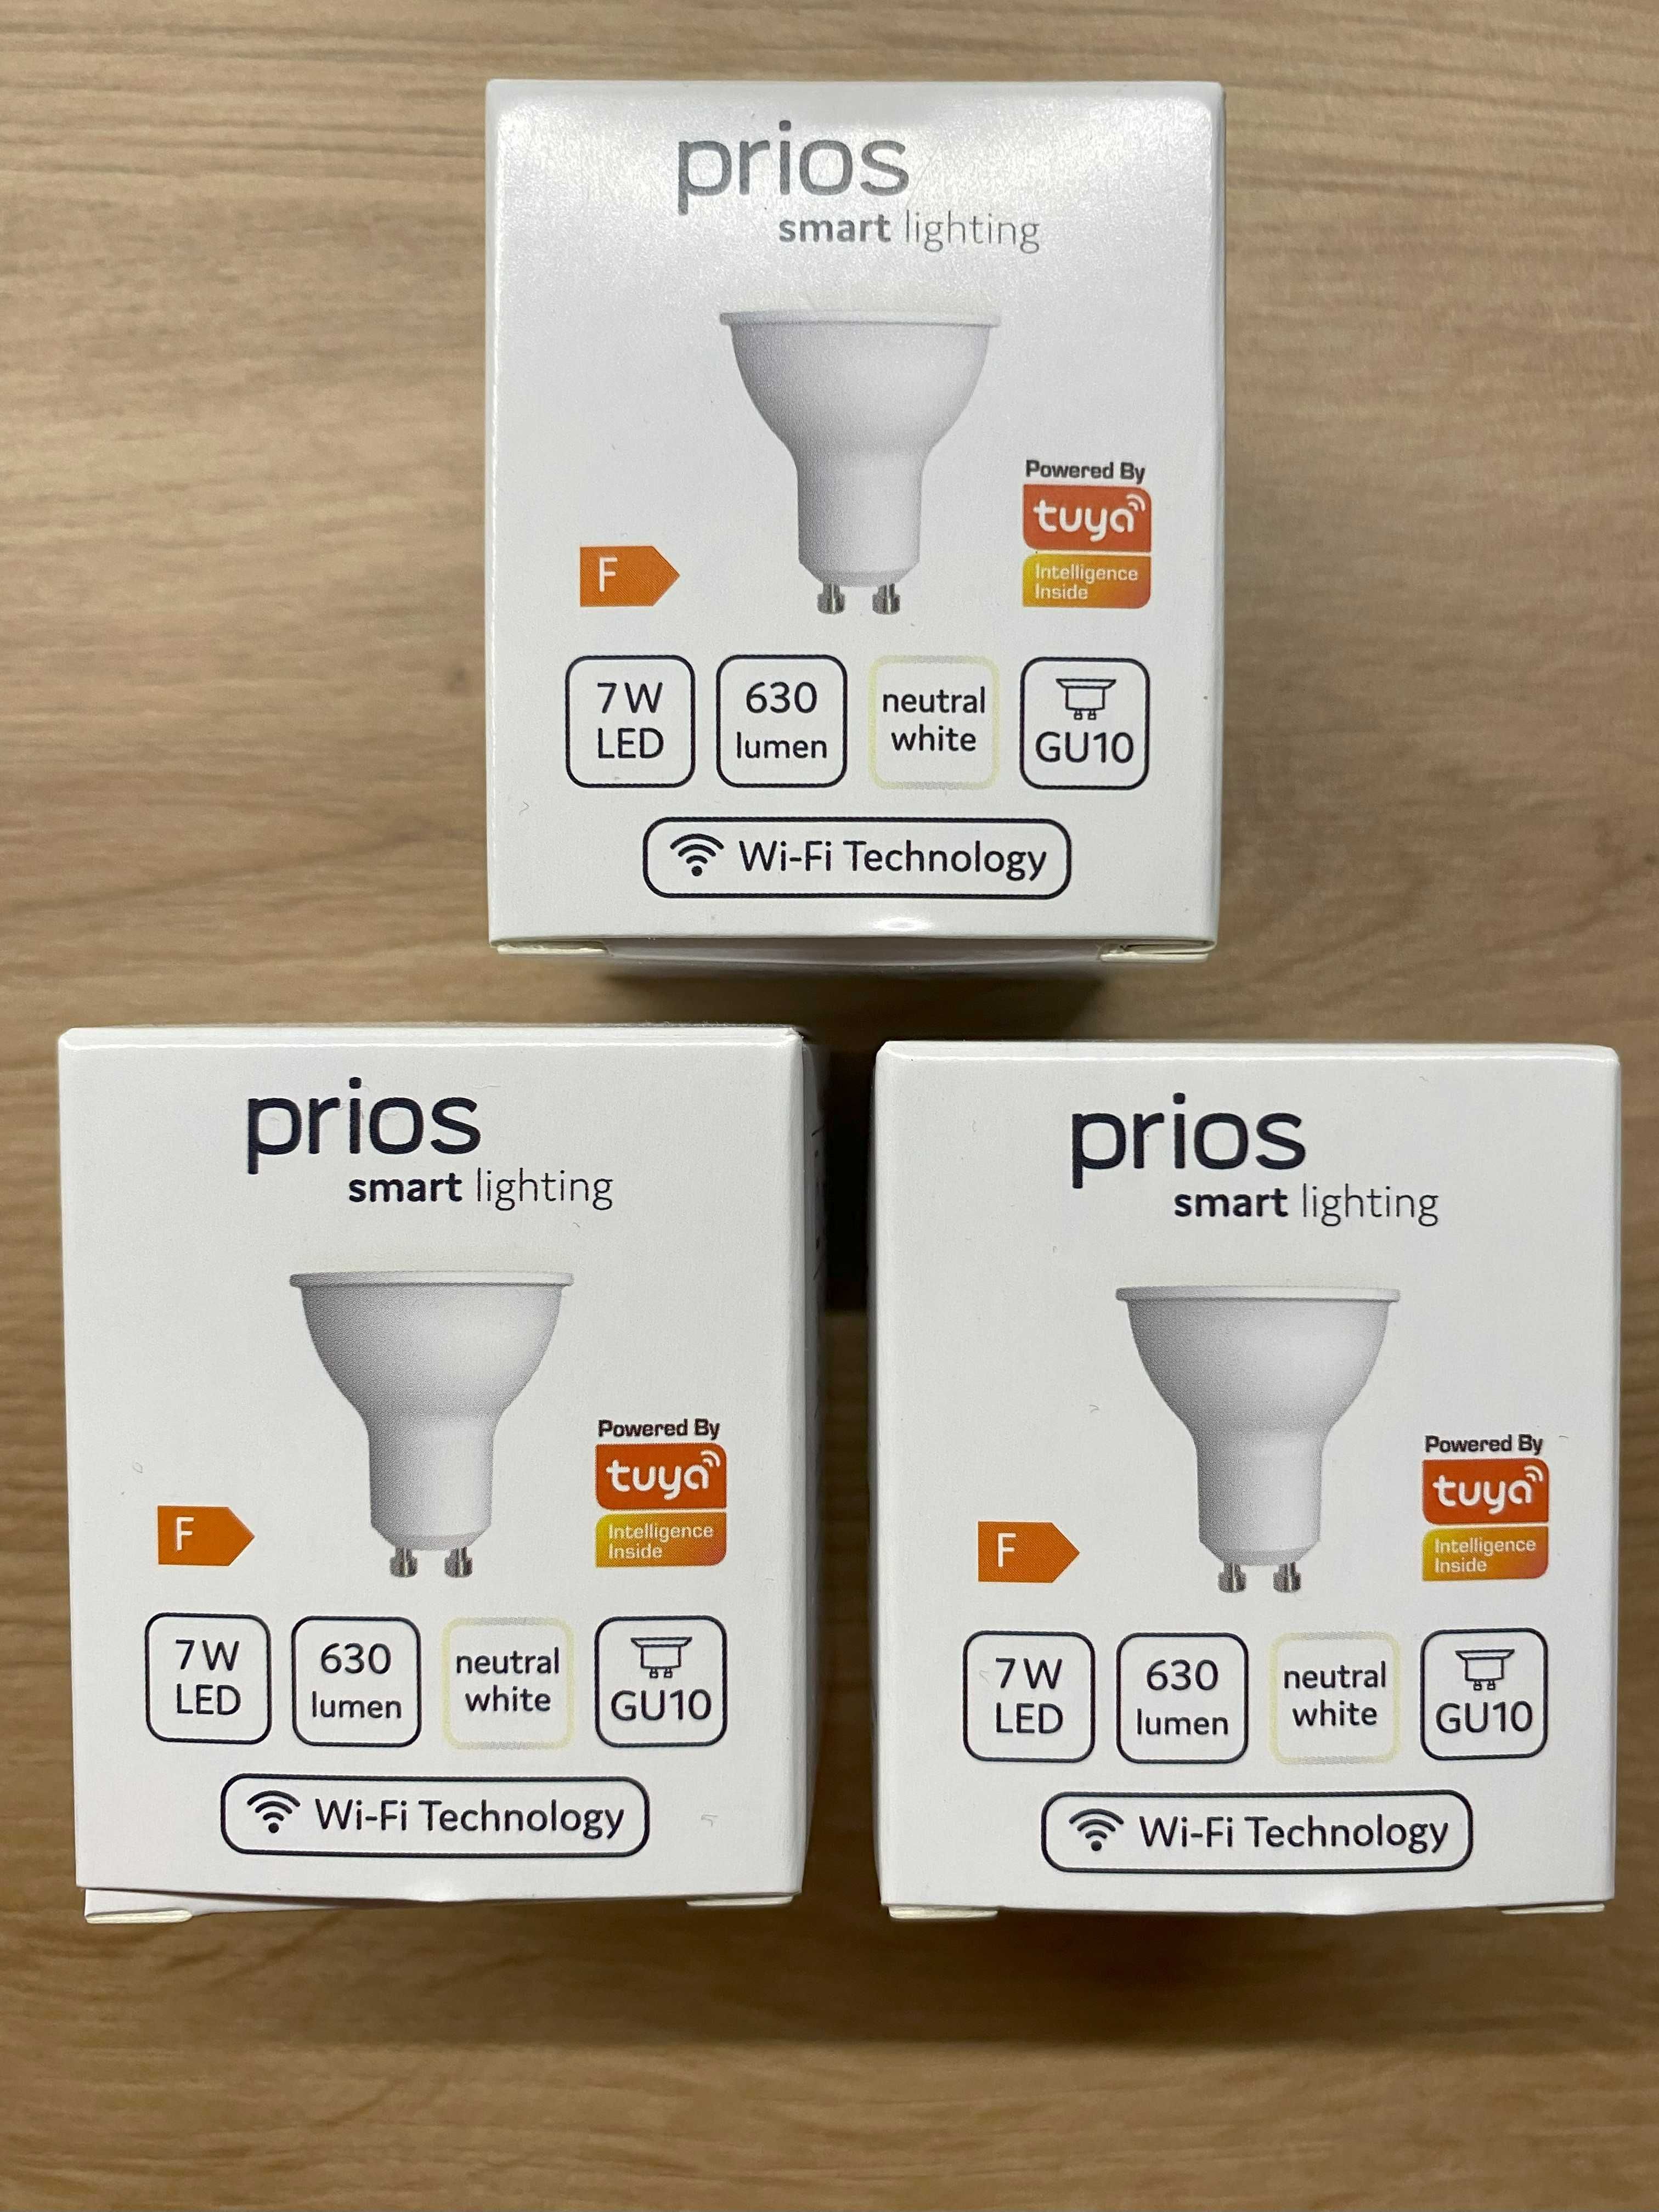 prios
smart lighting
Powered By
tuya
Intelligence
Inside
F
7W
LED
630
lumen
neutral
white
GU10
Wi-Fi Technology
prios
smart lighting
Powered By
tuya
Intelligence
Inside
F
7W
LED
630
lumen
neutral
white
GU10
Wi-Fi Technology
prios
smart lighting
Powered By
tuya
Intelligence
Inside
F
7W
LED
630
lumen
neutral
white
GU10
Wi-Fi Technology